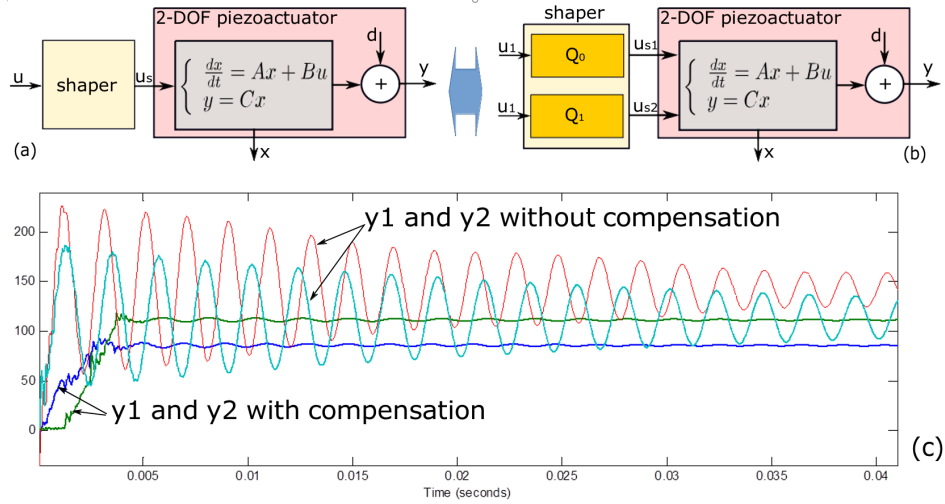 2-DOF piezoactuator
shaper
u
us
dx/dt = Ax + Bu
y = Cx
d
+
y
x
(a)
shaper
u1
Q0
us1
u1
Q1
us2
2-DOF piezoactuator
dx/dt = Ax + Bu
y = Cx
d
+
y
x
(b)
y1 and y2 without compensation
y1 and y2 with compensation
200
150
100
50
0
0.005
0.01
0.015
0.02
0.025
0.03
0.035
0.04
Time (seconds)
(c)